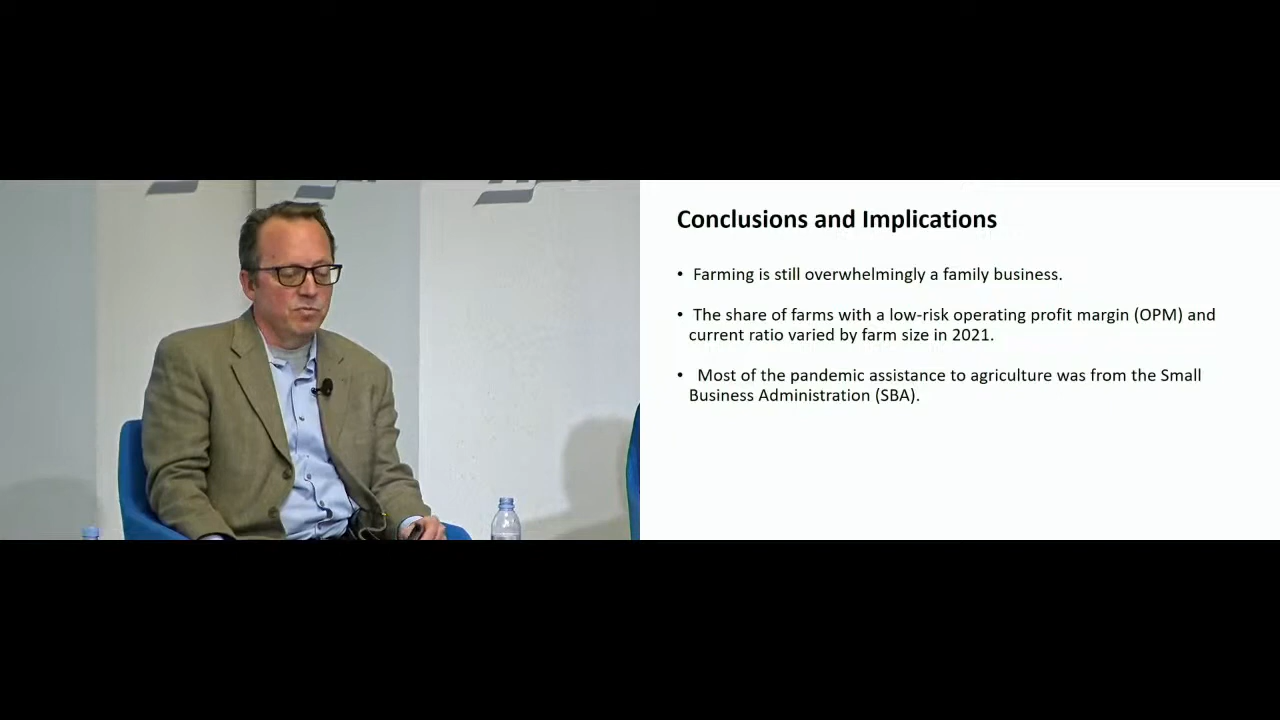 Conclusions and Implications
• Farming is still overwhelmingly a family business.
• The share of farms with a low-risk operating profit margin (OPM) and
current ratio varied by farm size in 2021.
• Most of the pandemic assistance to agriculture was from the Small
Business Administration (SBA).